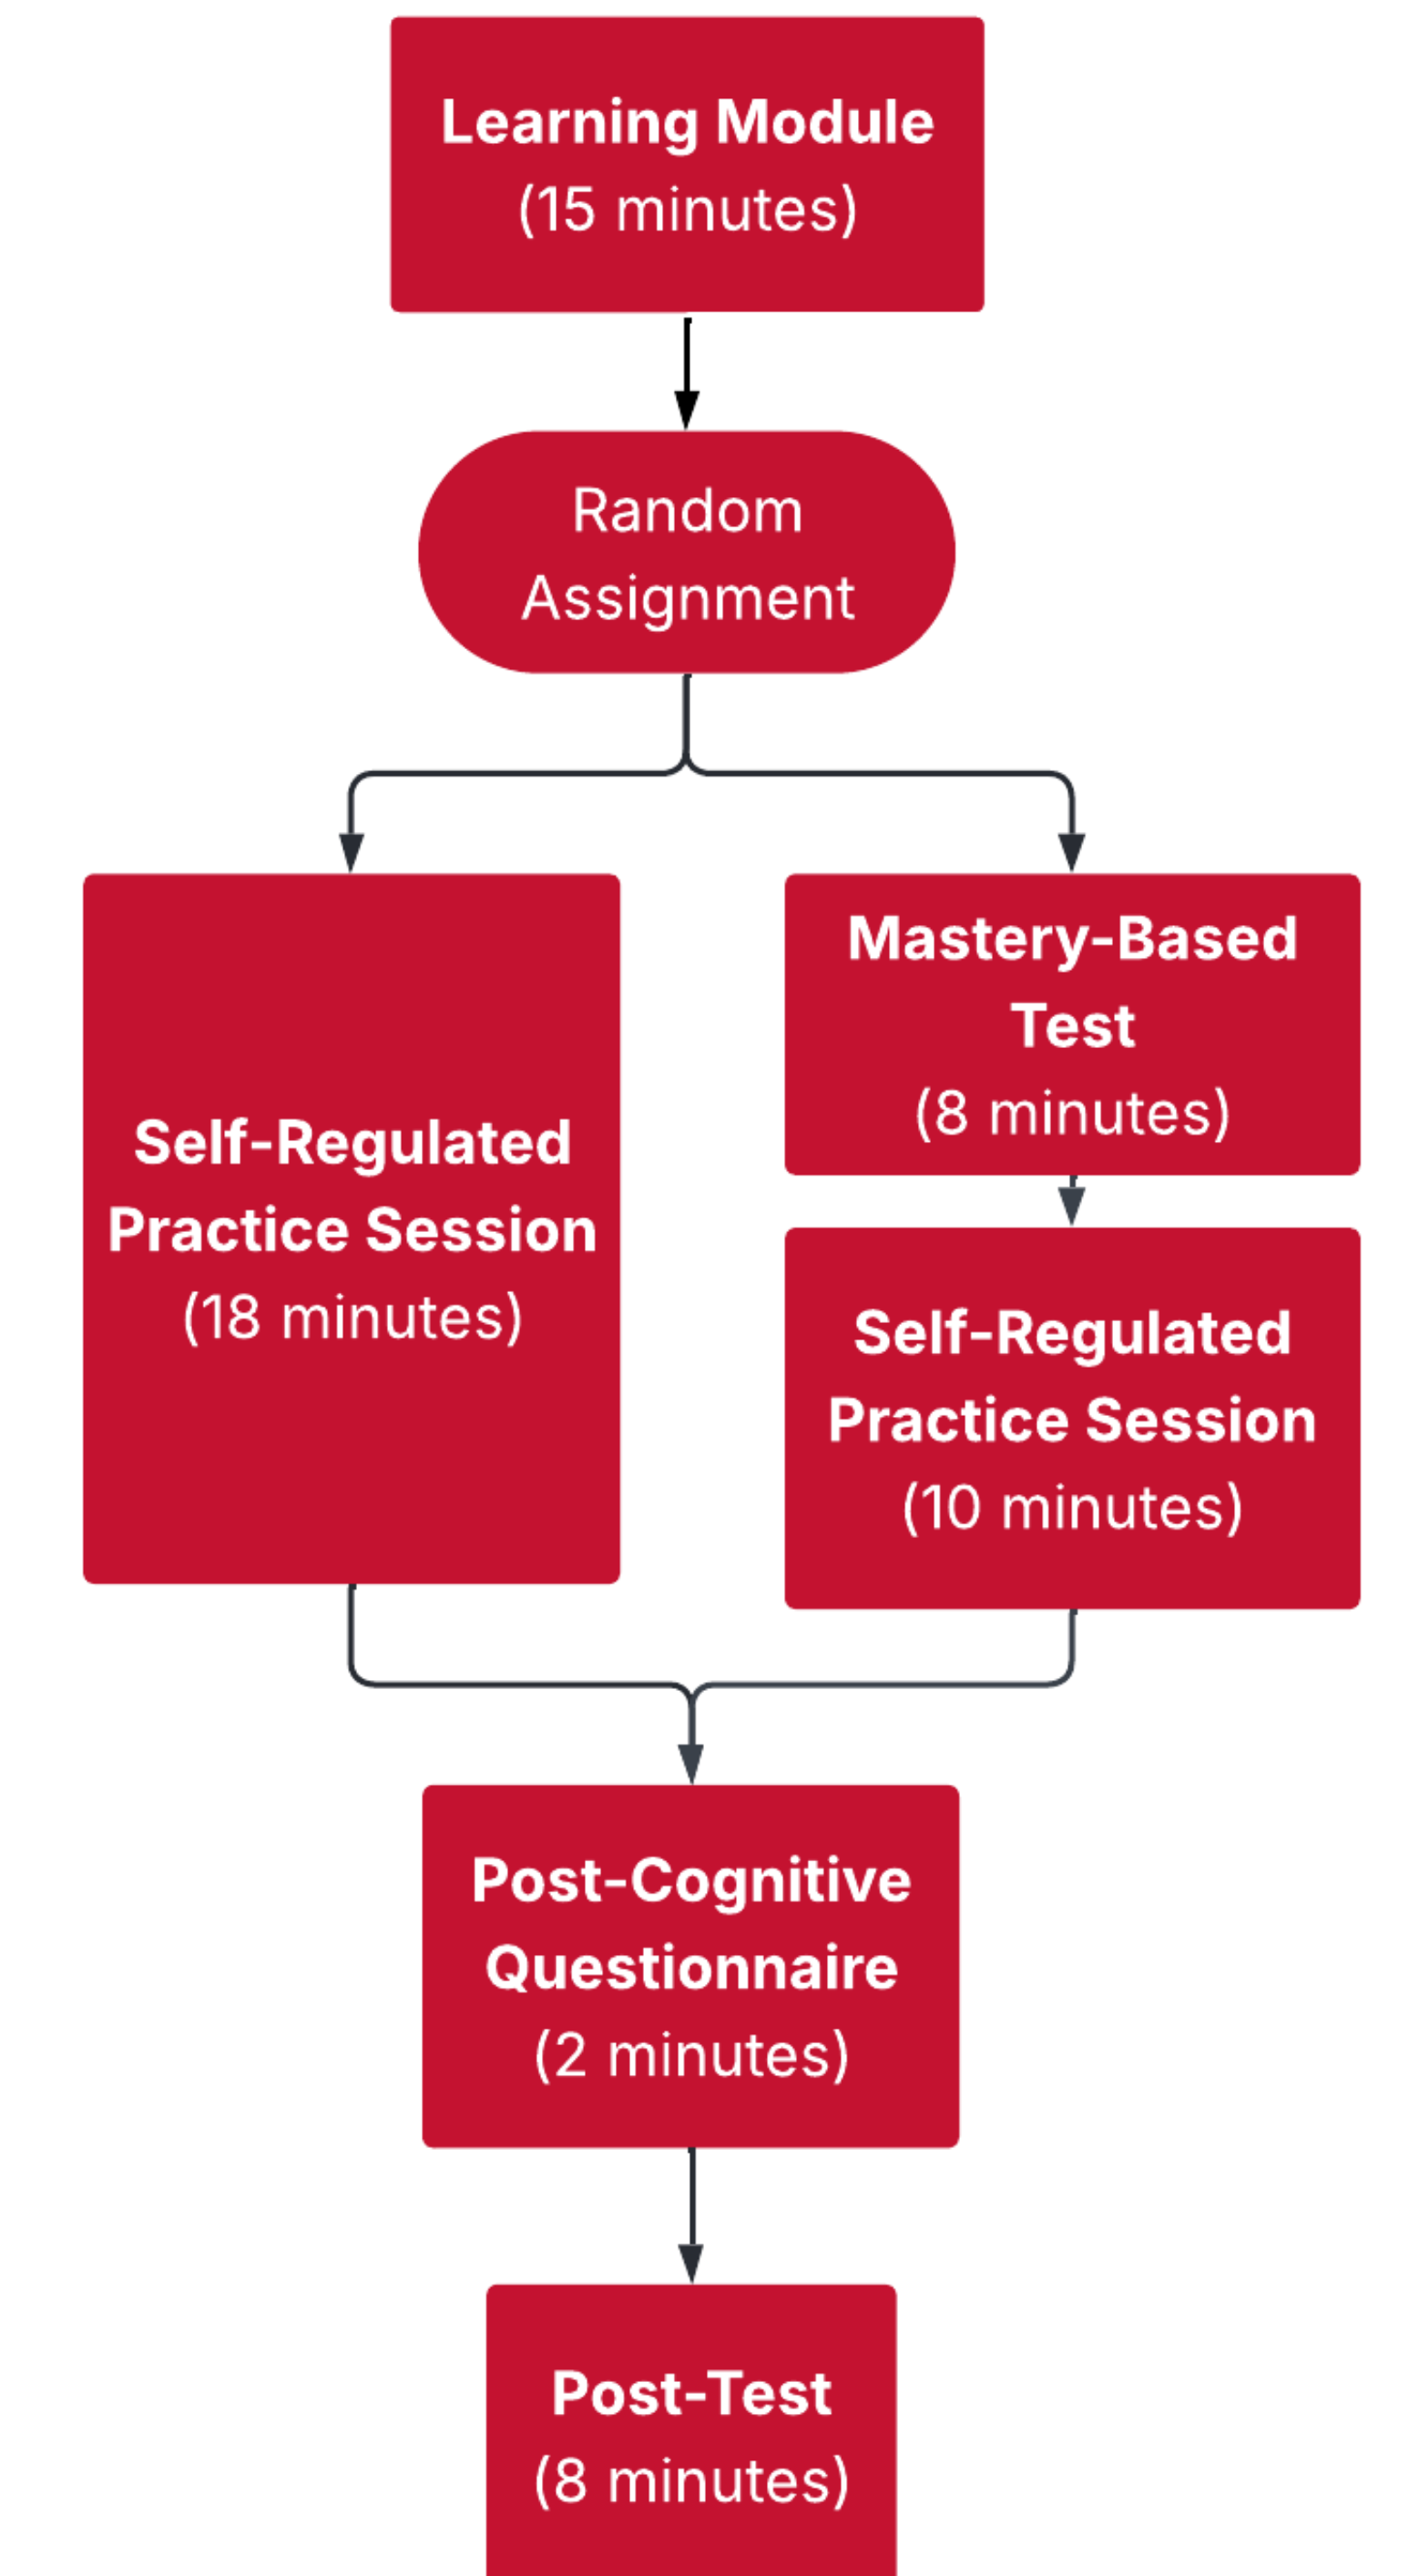 Learning Module
(15 minutes)
Random
Assignment
Self-Regulated
Practice Session
(18 minutes)
Mastery-Based
Test
(8 minutes)
Self-Regulated
Practice Session
(10 minutes)
Post-Cognitive
Questionnaire
(2 minutes)
Post-Test
(8 minutes)